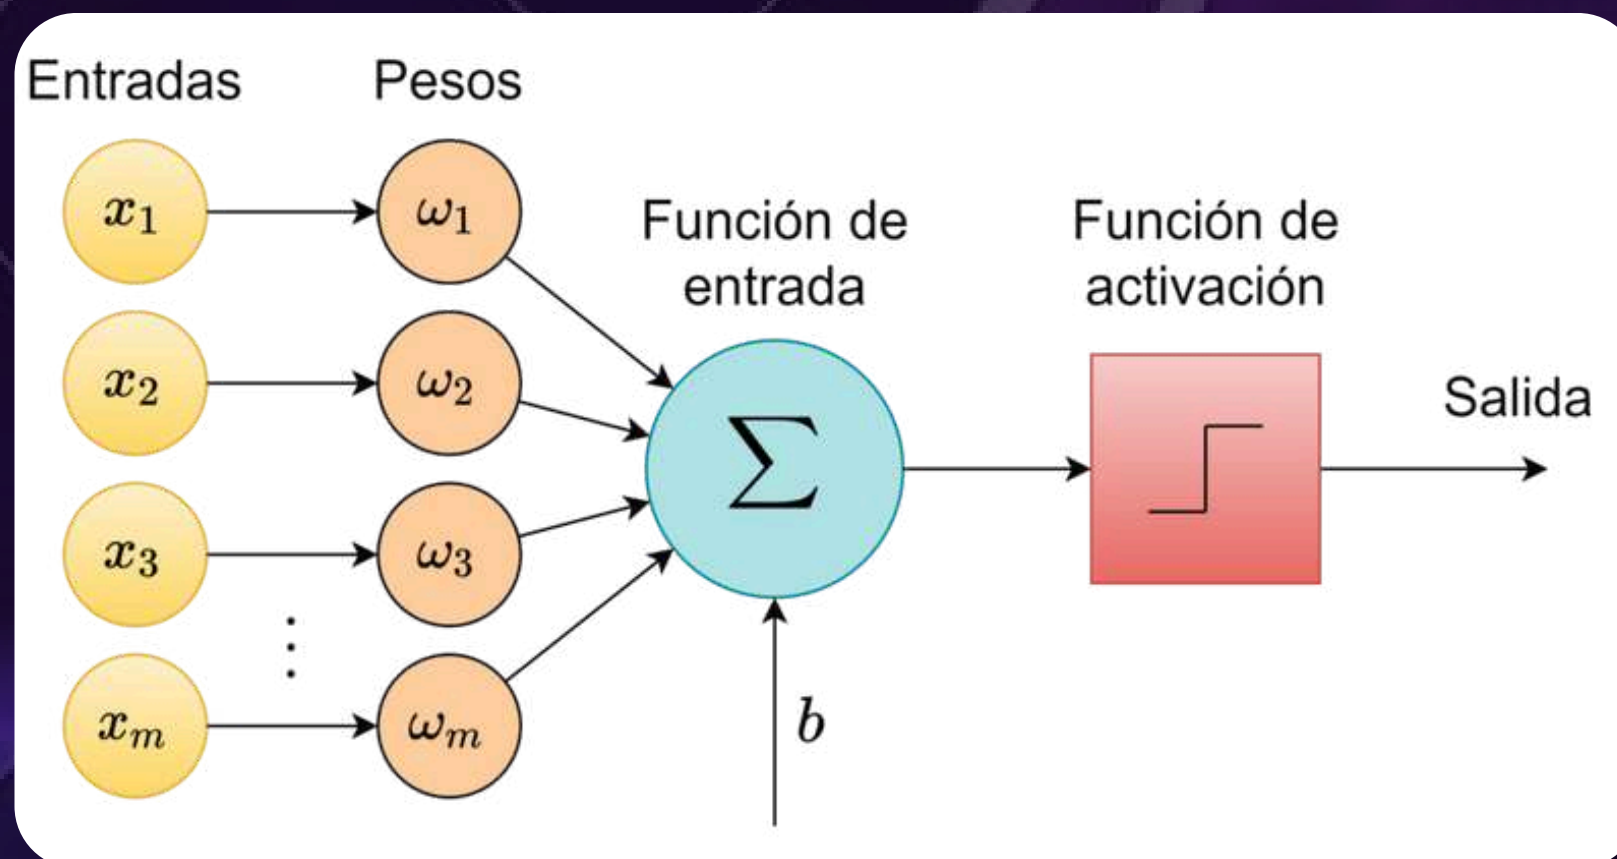 Entradas
Pesos
x₁
ω₁
x₂
ω₂
x₃
ω₃
⋮
xₘ
ωₘ
Función de
entrada
Σ
b
Función de
activación
Salida